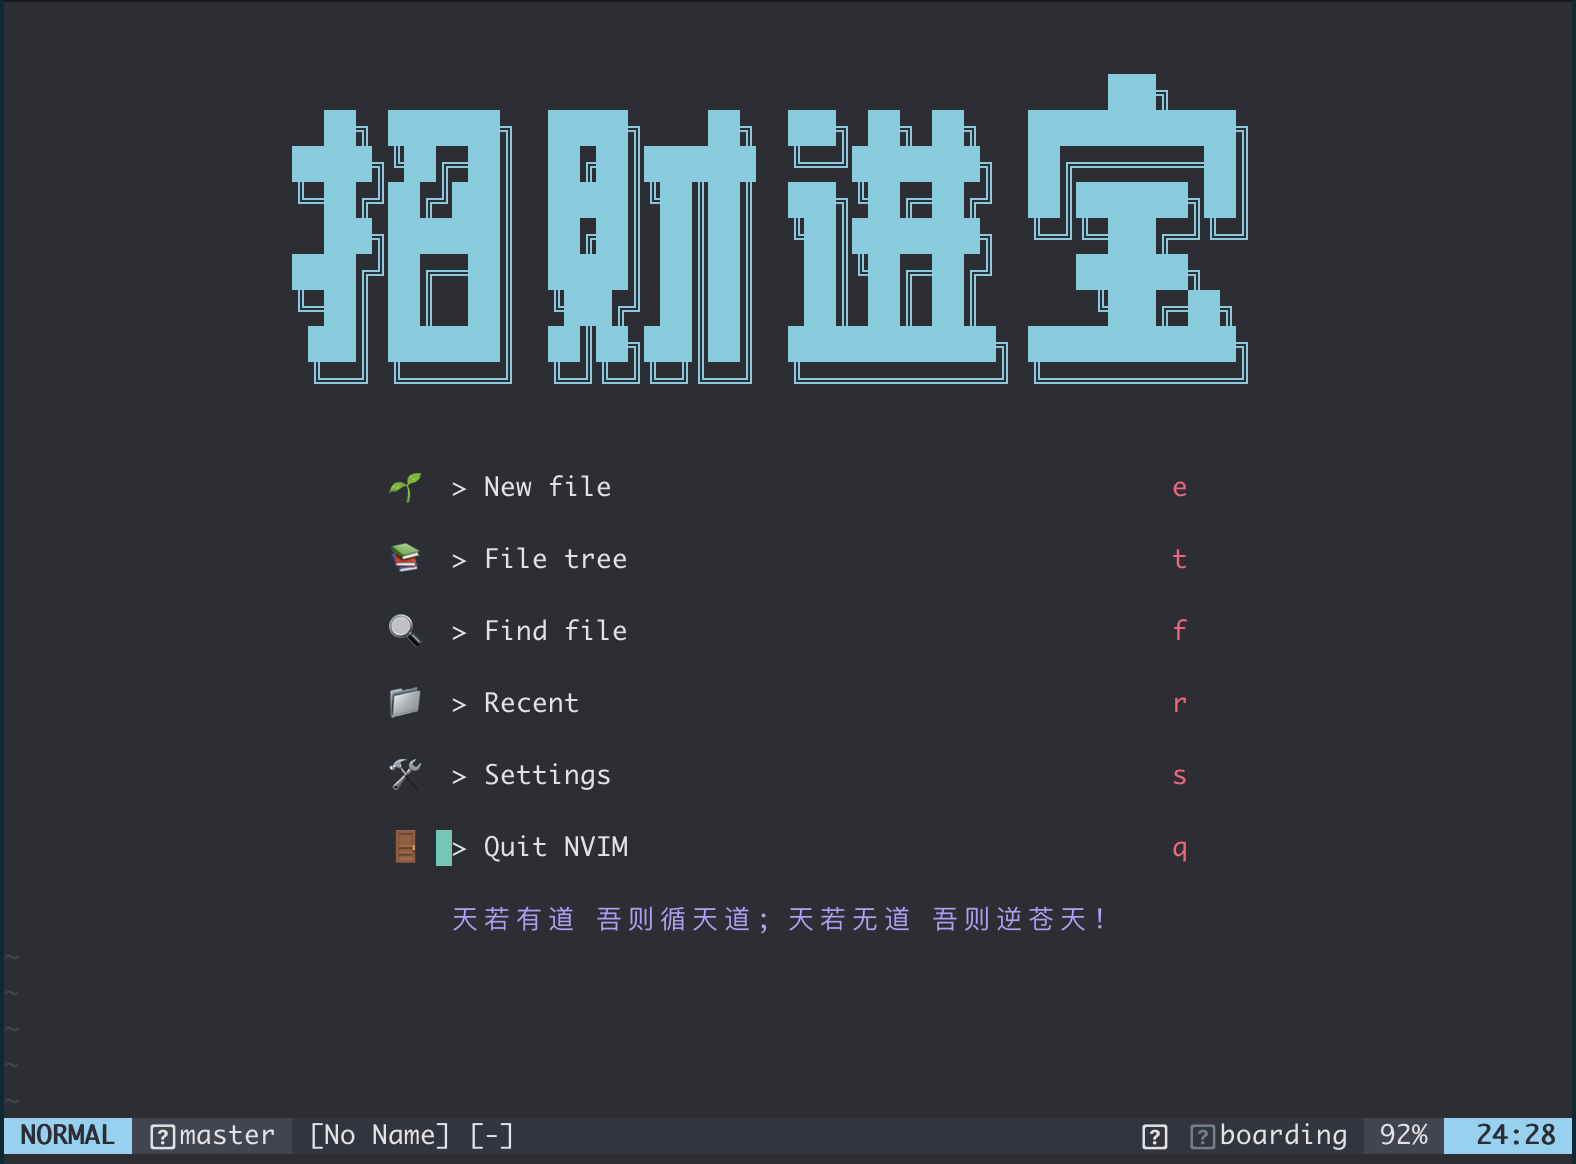 招财进宝
> New file e
> File tree t
> Find file f
> Recent r
> Settings s
> Quit NVIM q
天若有道 吾则循天道；天若无道 吾则逆苍天！
~
~
~
~
~
NORMAL master [No Name] [-] boarding 92% 24:28